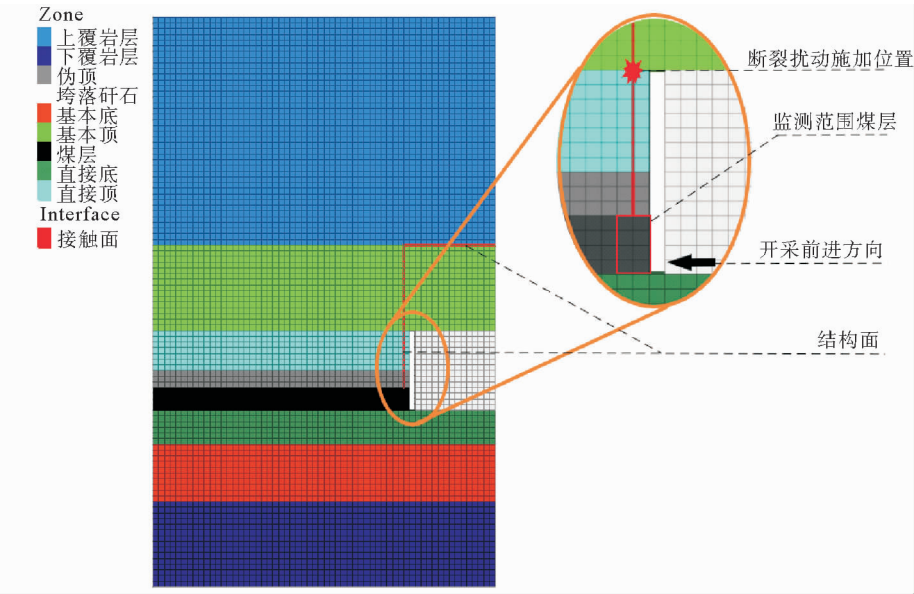 Zone
上覆岩层
下覆岩层
伪顶
垮落矸石
基本底
基本顶
煤层
直接底
直接顶
Interface
接触面
断裂扰动施加位置
监测范围煤层
开采前进方向
结构面